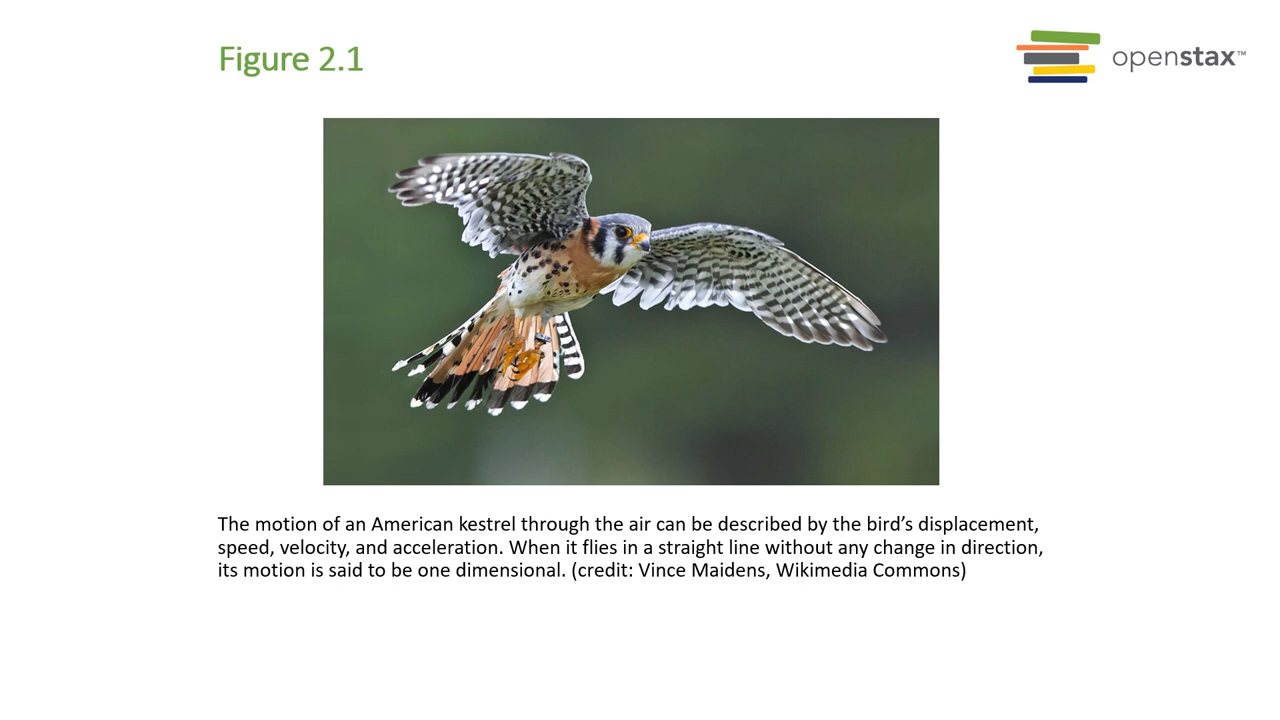 Figure 2.1
openstax™
The motion of an American kestrel through the air can be described by the bird’s displacement,
speed, velocity, and acceleration. When it flies in a straight line without any change in direction,
its motion is said to be one dimensional. (credit: Vince Maidens, Wikimedia Commons)